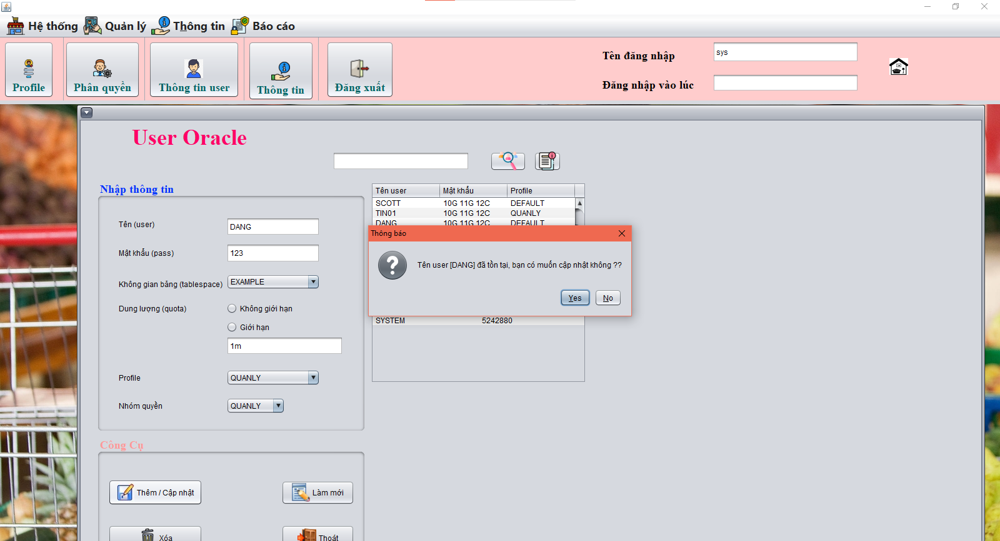 Hệ thống Quản lý Thông tin Báo cáo
Profile Phân quyền Thông tin user Thông tin Đăng xuất
Tên đăng nhập sys
Đăng nhập vào lúc
User Oracle
Nhập thông tin
Tên (user) DANG
Mật khẩu (pass) 123
Không gian bảng (tablespace) EXAMPLE
Dung lượng (quota) Không giới hạn
Giới hạn
1m
Profile QUANLY
Nhóm quyền QUANLY
Tên user Mật khẩu Profile
SCOTT 10G 11G 12C DEFAULT
TIN01 10G 11G 12C QUANLY
DANG 10G 11G 12C DEFAULT
Thông báo
Tên user [DANG] đã tồn tại, bạn có muốn cập nhật không ??
Yes No
SYSTEM 5242880
Công Cụ
Thêm / Cập nhật Làm mới
Xóa Thoát